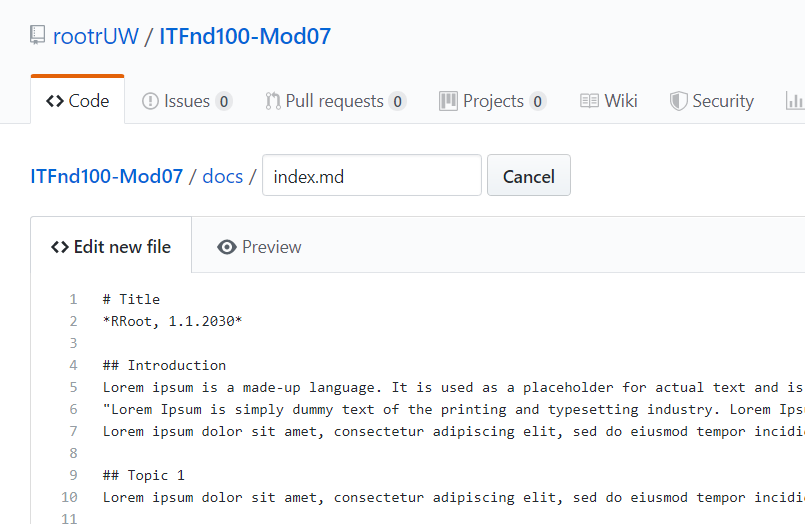 rootrUW / ITFnd100-Mod07
Code Issues 0 Pull requests 0 Projects 0 Wiki Security
ITFnd100-Mod07 / docs / index.md Cancel
Edit new file Preview
1 # Title
2 *RRoot, 1.1.2030*
3
4 ## Introduction
5 Lorem ipsum is a made-up language. It is used as a placeholder for actual text and is
6 "Lorem Ipsum is simply dummy text of the printing and typesetting industry. Lorem Ips
7 Lorem ipsum dolor sit amet, consectetur adipiscing elit, sed do eiusmod tempor incidi
8
9 ## Topic 1
10 Lorem ipsum dolor sit amet, consectetur adipiscing elit, sed do eiusmod tempor incidi
11